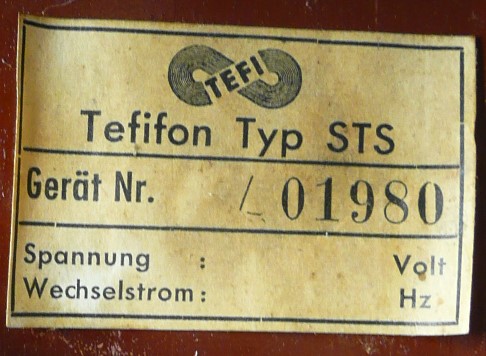 TEFI
Tefifon Typ STS
Gerät Nr. 01980
Spannung : Volt
Wechselstrom: Hz